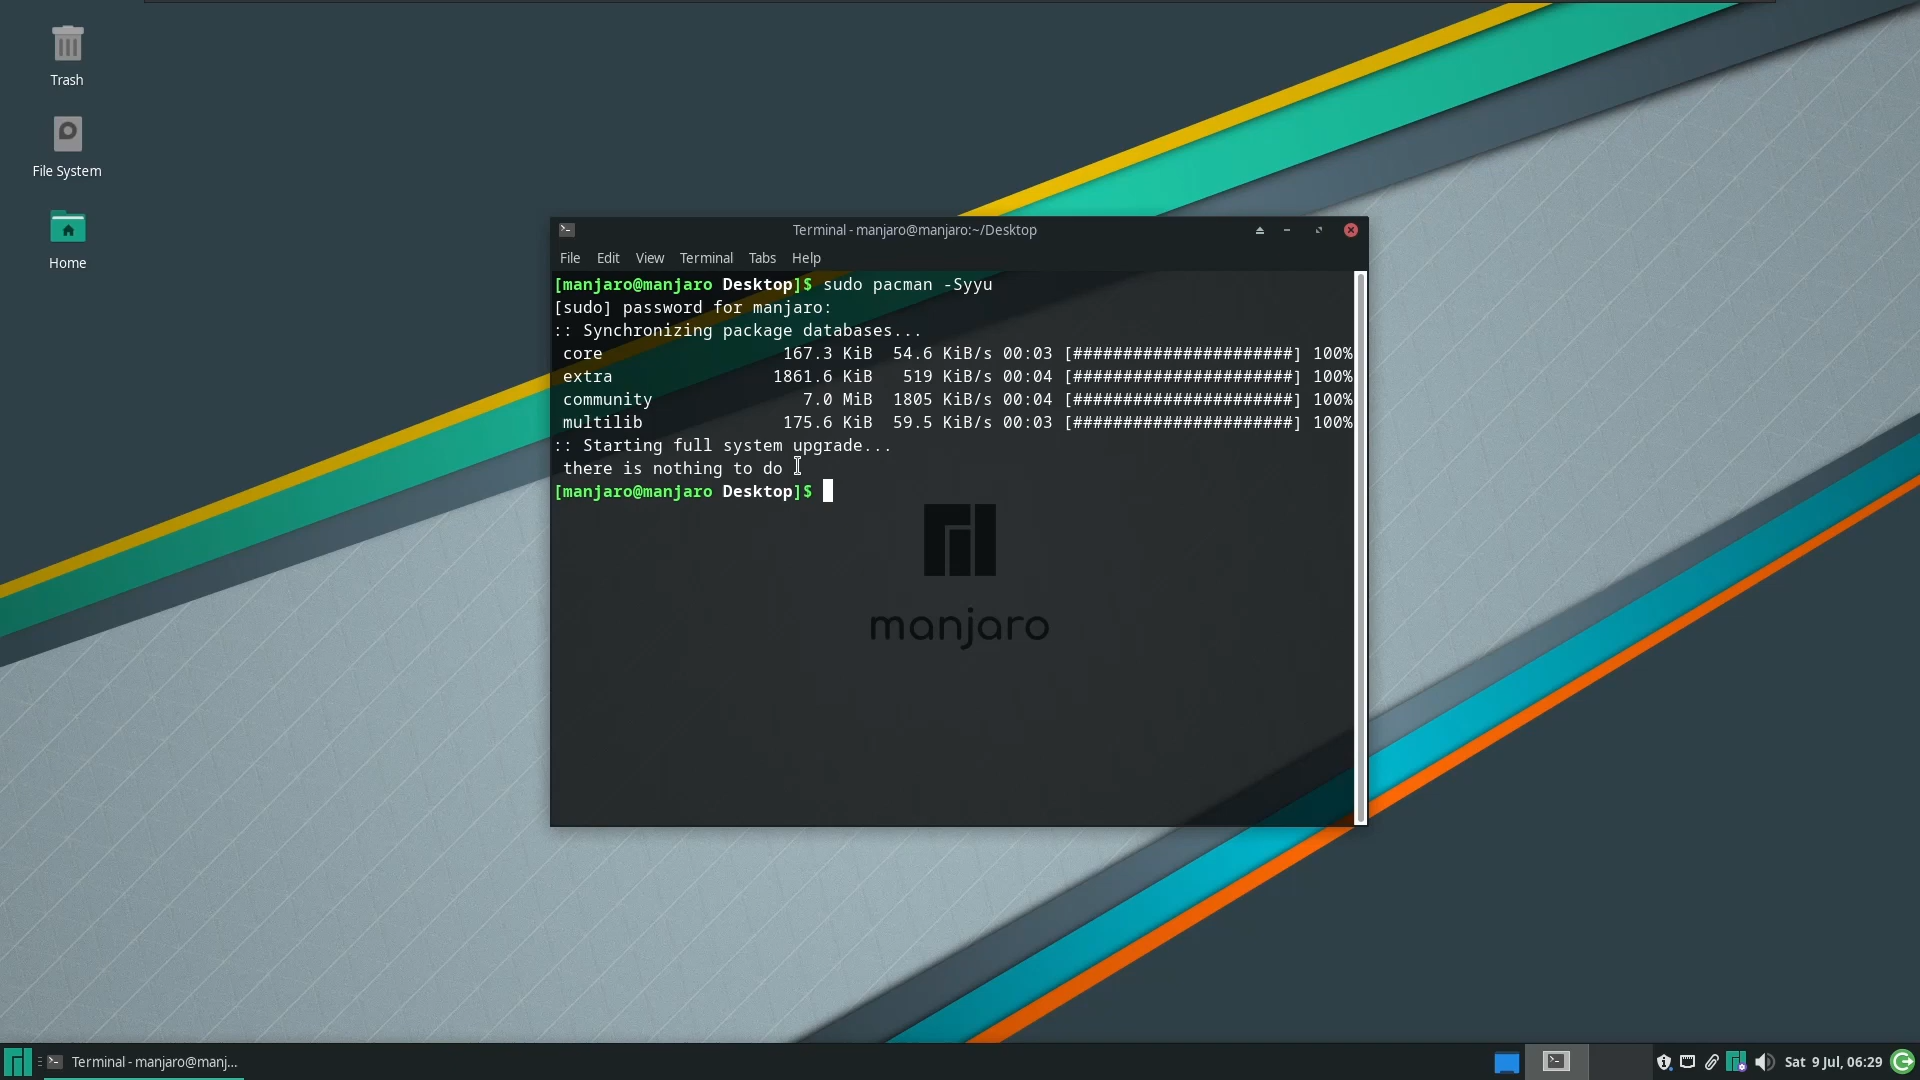 Trash
File System
Home
Terminal - manjaro@manjaro:~/Desktop
File Edit View Terminal Tabs Help
[manjaro@manjaro Desktop]$ sudo pacman -Syyu
[sudo] password for manjaro:
:: Synchronizing package databases...
core 167.3 KiB 54.6 KiB/s 00:03 [######################] 100%
extra 1861.6 KiB 519 KiB/s 00:04 [######################] 100%
community 7.0 MiB 1805 KiB/s 00:04 [######################] 100%
multilib 175.6 KiB 59.5 KiB/s 00:03 [######################] 100%
:: Starting full system upgrade...
there is nothing to do
[manjaro@manjaro Desktop]$
manjaro
Terminal - manjaro@manj...
Sat 9 Jul, 06:29